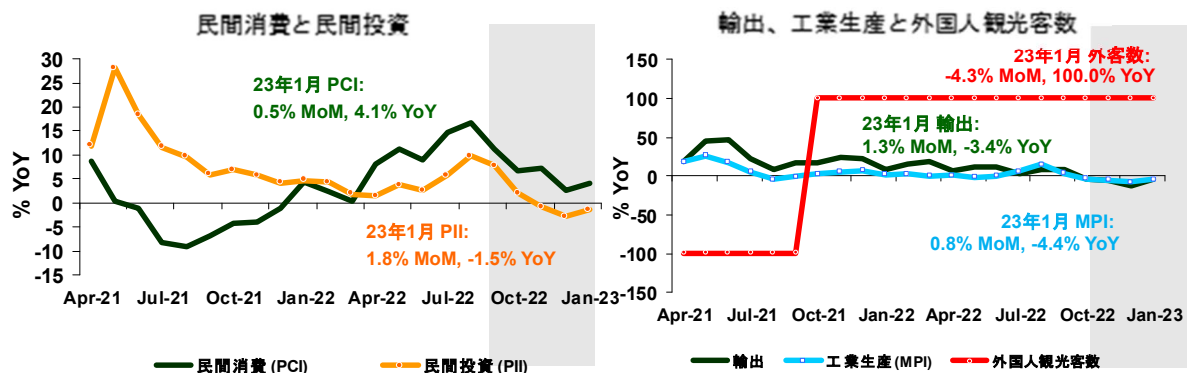 民間消費と民間投資
% YoY
30
25
20
15
10
5
0
-5
-10
-15
23年1月 PCI:
0.5% MoM, 4.1% YoY
23年1月 PII:
1.8% MoM, -1.5% YoY
Apr-21 Jul-21 Oct-21 Jan-22 Apr-22 Jul-22 Oct-22 Jan-23
民間消費 (PCI) 民間投資 (PII)
輸出、工業生産と外国人観光客数
% YoY
150
100
50
0
-50
-100
-150
23年1月 外客数:
-4.3% MoM, 100.0% YoY
23年1月 輸出:
1.3% MoM, -3.4% YoY
23年1月 MPI:
0.8% MoM, -4.4% YoY
Apr-21 Jul-21 Oct-21 Jan-22 Apr-22 Jul-22 Oct-22 Jan-23
輸出 工業生産 (MPI) 外国人観光客数